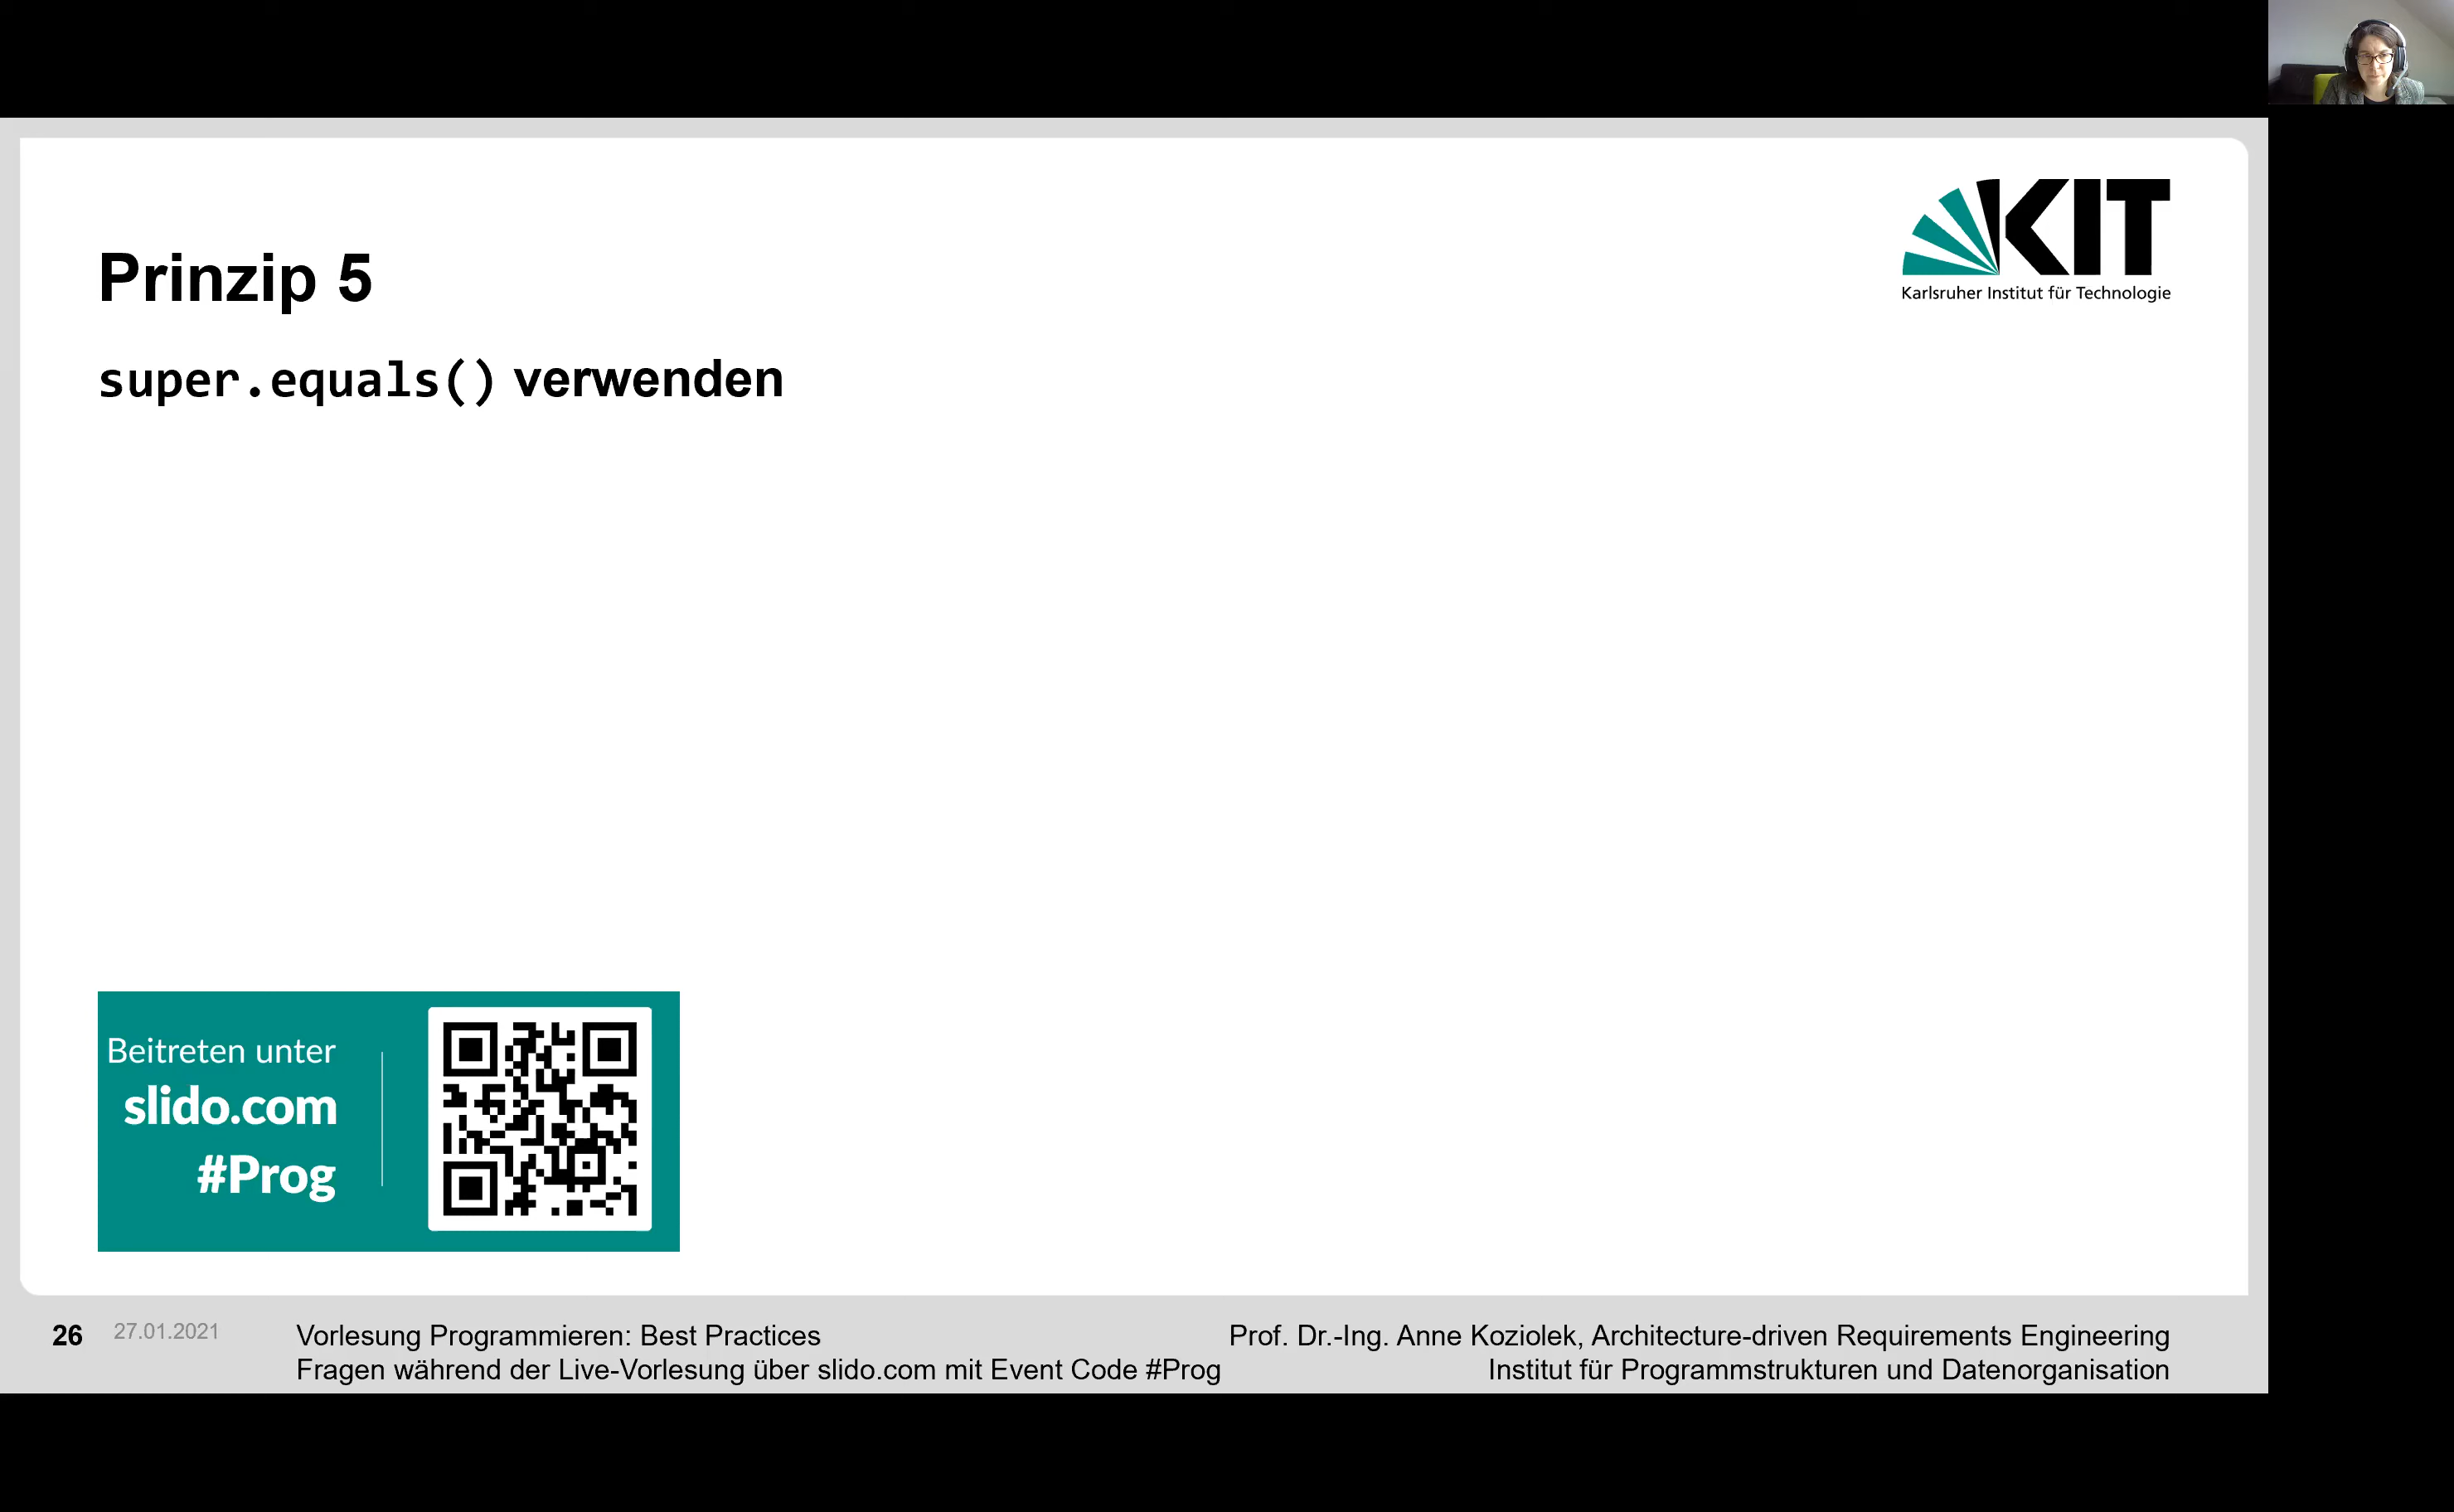 KIT
Karlsruher Institut für Technologie
Prinzip 5
super.equals() verwenden
Beitreten unter
slido.com
#Prog
26 27.01.2021 Vorlesung Programmieren: Best Practices Prof. Dr.-Ing. Anne Koziolek, Architecture-driven Requirements Engineering
Fragen während der Live-Vorlesung über slido.com mit Event Code #Prog Institut für Programmstrukturen und Datenorganisation